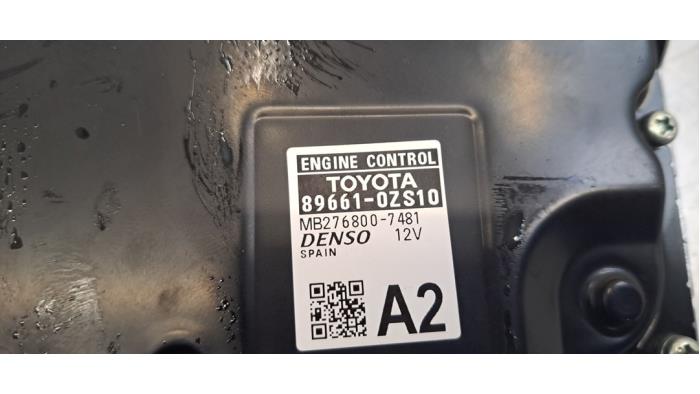 ENGINE CONTROL
TOYOTA
89661-0ZS10
MB276800-7481
DENSO 12V
SPAIN
A2